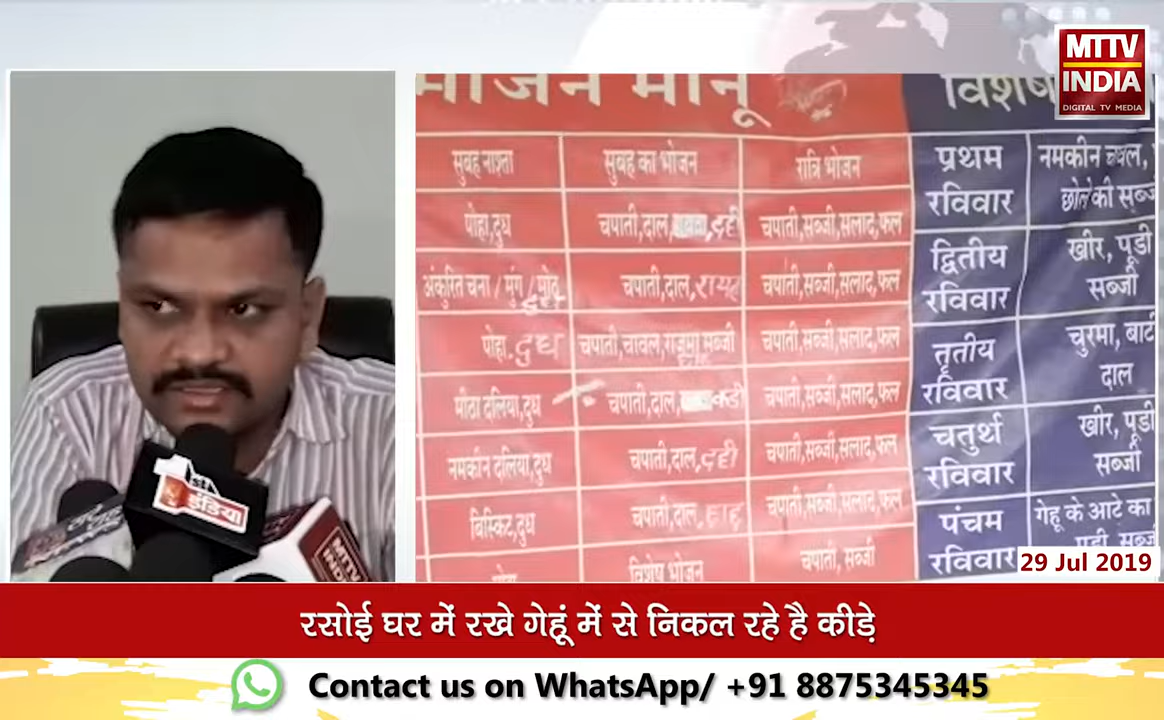 MTTV
INDIA
DIGITAL TV MEDIA
भोजन मीनू
सुबह नाश्ता सुबह का भोजन रात्रि भोजन
पोहा,दुध चपाती,दाल, दही चपाती,सब्जी,सलाद,फल
अंकुरित चना / मुंग / चपाती,दाल, चपाती,सब्जी,सलाद,फल
पोहा.दुध चपाती,चावल,राजमा सब्जी चपाती,सब्जी,सलाद,फल
मीठा दलिया,दुध चपाती,दाल, चपाती,सब्जी,सलाद,फल
नमकीन दलिया,दुध चपाती,दाल,दही चपाती,सब्जी,सलाद,फल
बिस्किट,दुध चपाती,दाल, चपाती,सब्जी,सलाद,फल
विशेष भोजन चपाती, सब्जी
प्रथम
रविवार
नमकीन
छोले की
द्वितीय
रविवार
खीर, पूडी
सब्जी
तृतीय
रविवार
चुरमा,
दाल
चतुर्थ
रविवार
खीर, पूडी
सब्जी
पंचम
रविवार
गेहू के आटे का
1st
इंडिया
MTTV
INDIA
29 Jul 2019
रसोई घर में रखे गेहूं में से निकल रहे है कीड़े
Contact us on WhatsApp/ +91 8875345345